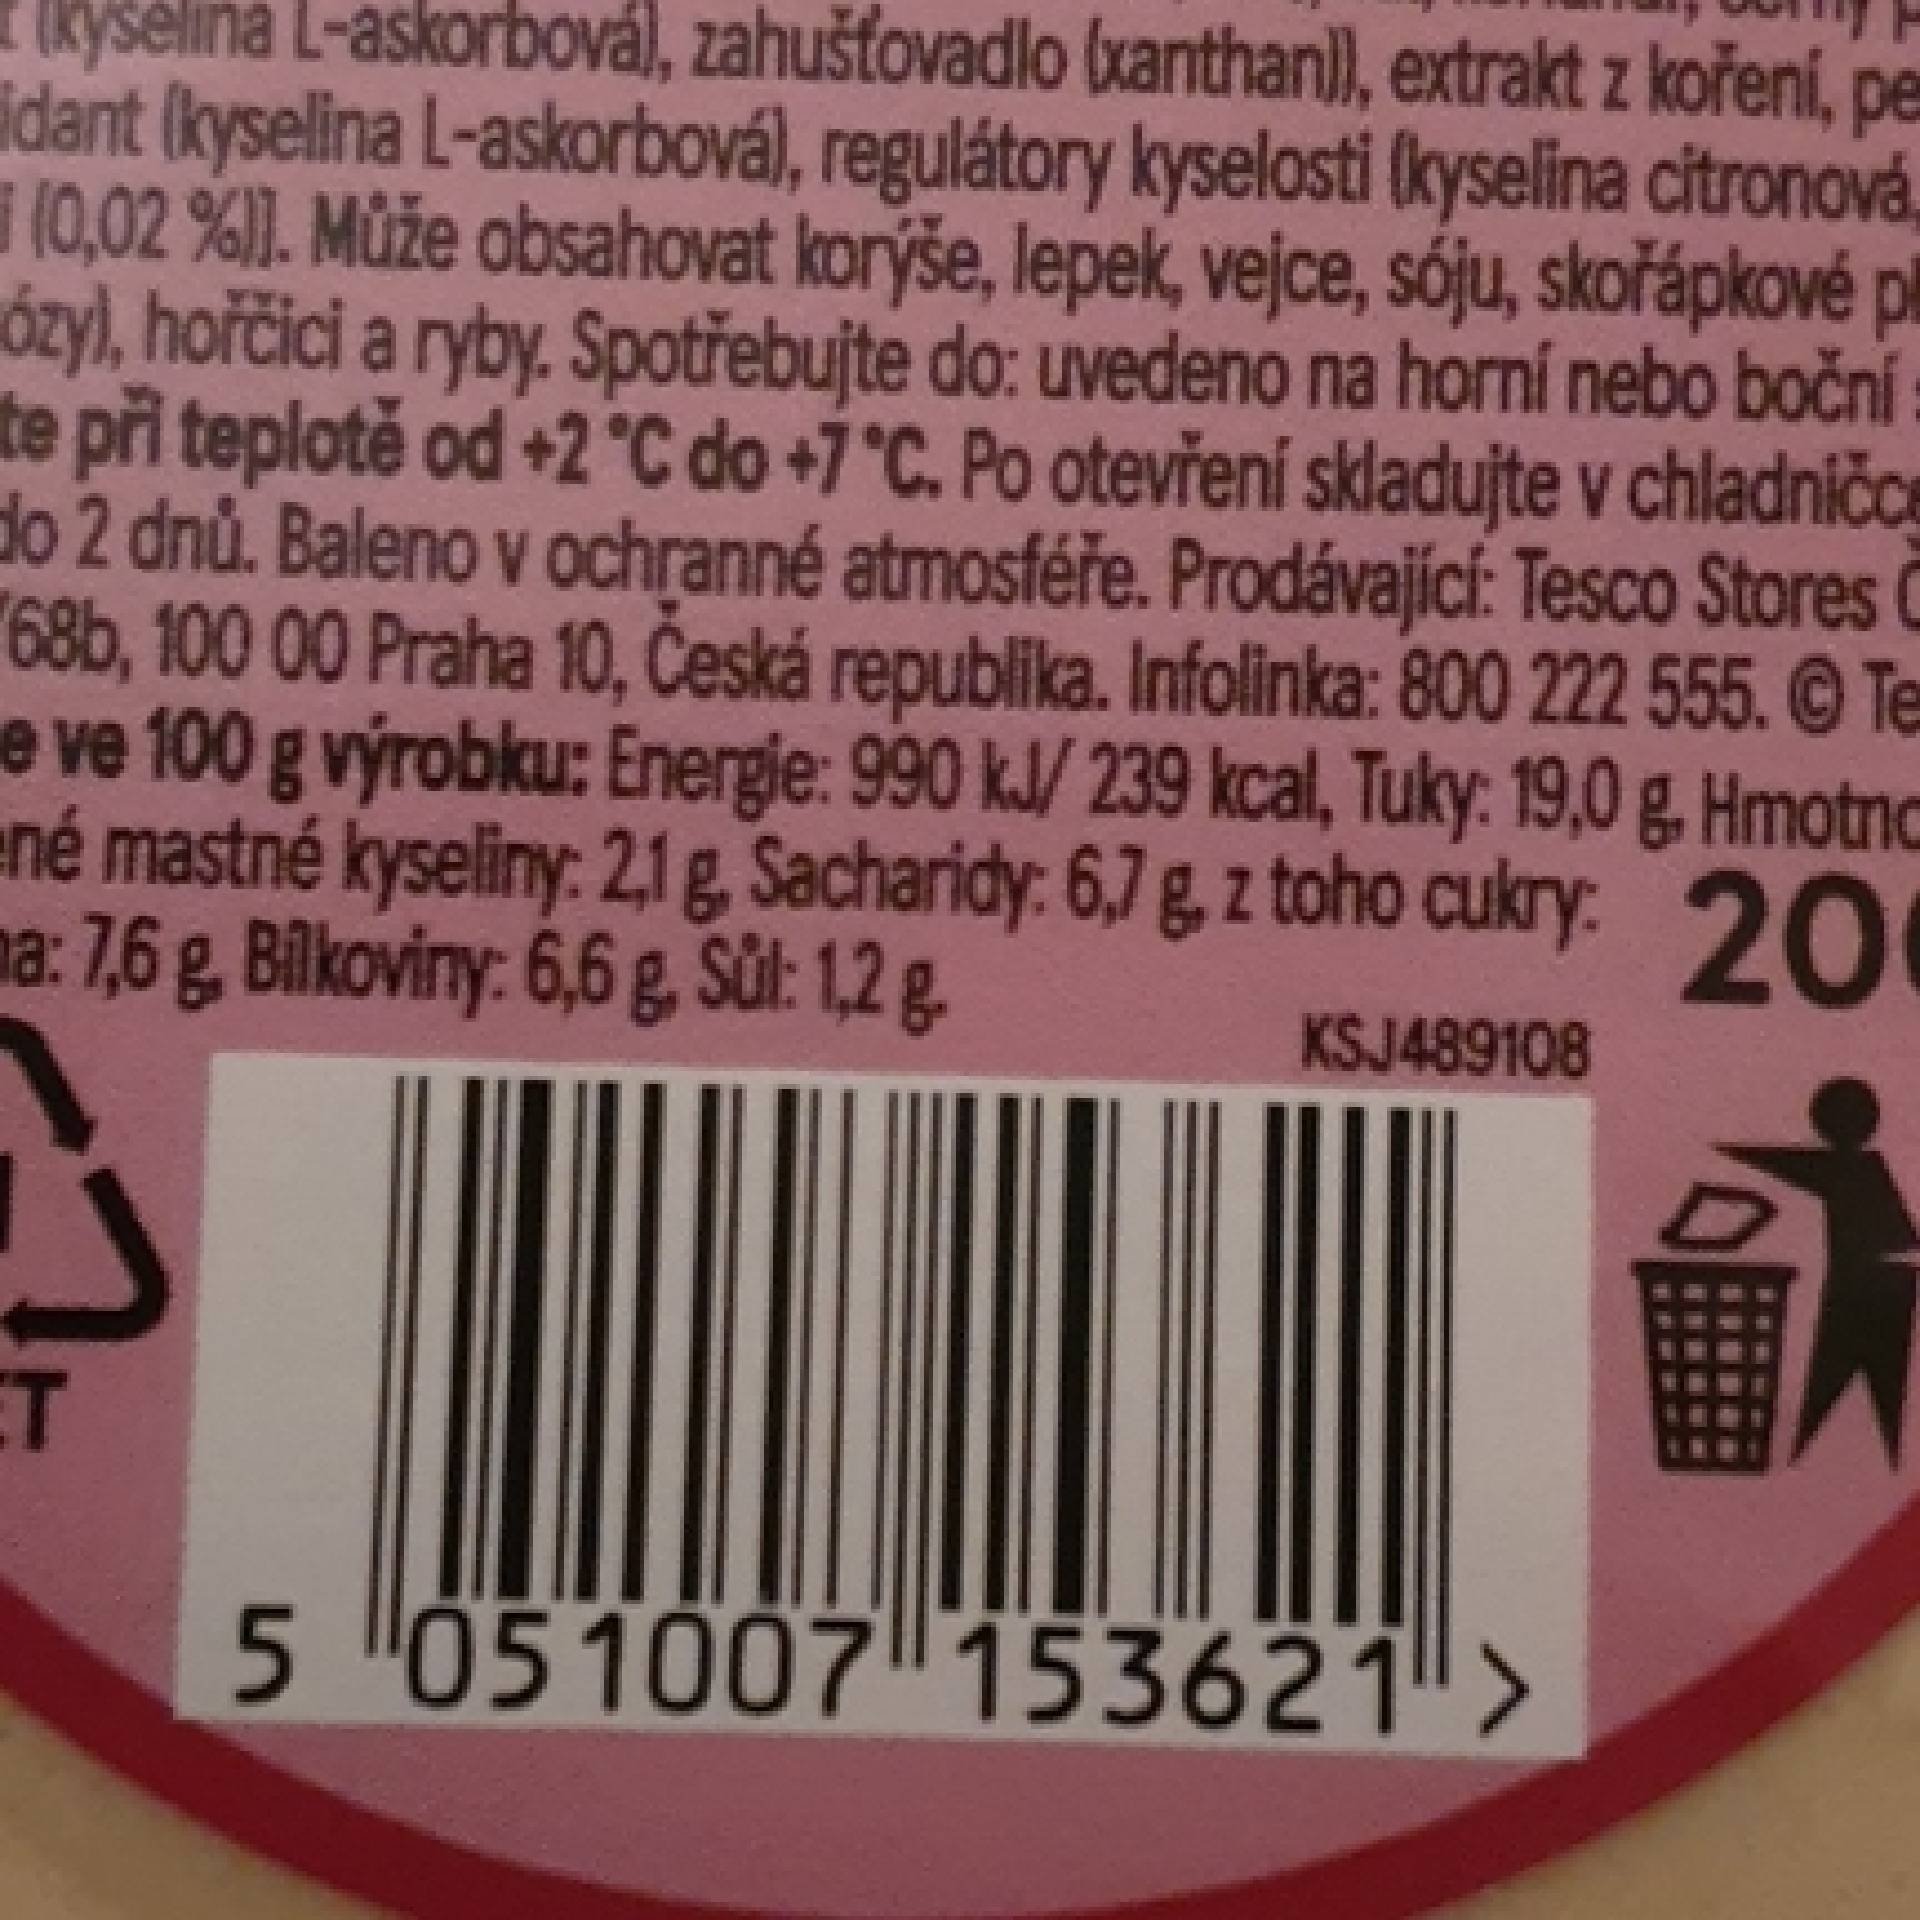 (kyselina L-askorbová), zahušťovadlo (xanthan)), extrakt z koření,
idant (kyselina L-askorbová), regulátory kyselosti (kyselina citronová,
(0,02 %)]. Může obsahovat korýše, lepek, vejce, sóju, skořápkové
ózy), hořčici a ryby. Spotřebujte do: uvedeno na horní nebo boční
te při teplotě od +2 °C do +7 °C. Po otevření skladujte v chladničce
do 2 dnů. Baleno v ochranné atmosféře. Prodávající: Tesco Stores Č
/68b, 100 00 Praha 10, Česká republika. Infolinka: 800 222 555. © Te
e ve 100 g výrobku: Energie: 990 kJ/ 239 kcal, Tuky: 19,0 g, Hmotno
ené mastné kyseliny: 2,1 g, Sacharidy: 6,7 g, z toho cukry:
200
na: 7,6 g, Bílkoviny: 6,6 g, Sůl: 1,2 g.
KSJ489108
ET
5 051007 153621 >